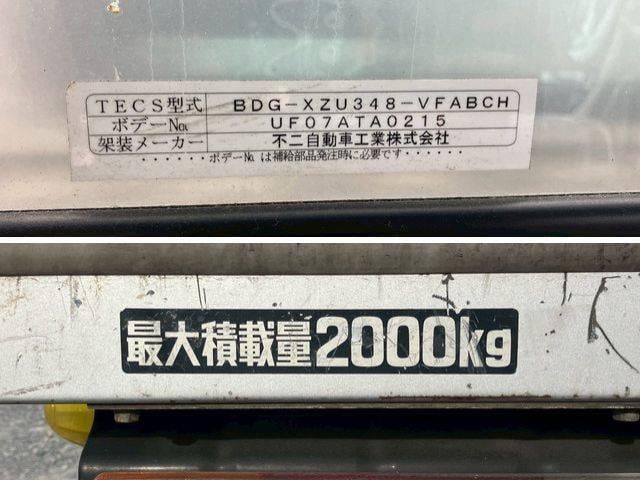 TECS型式 BDG-XZU348-VFABCH
ボデーNo. UF07ATA0215
架装メーカー 不二自動車工業株式会社
・・・・・・ボデーNo. は補給部品発注時に必要です・・・・・・
最大積載量2000kg